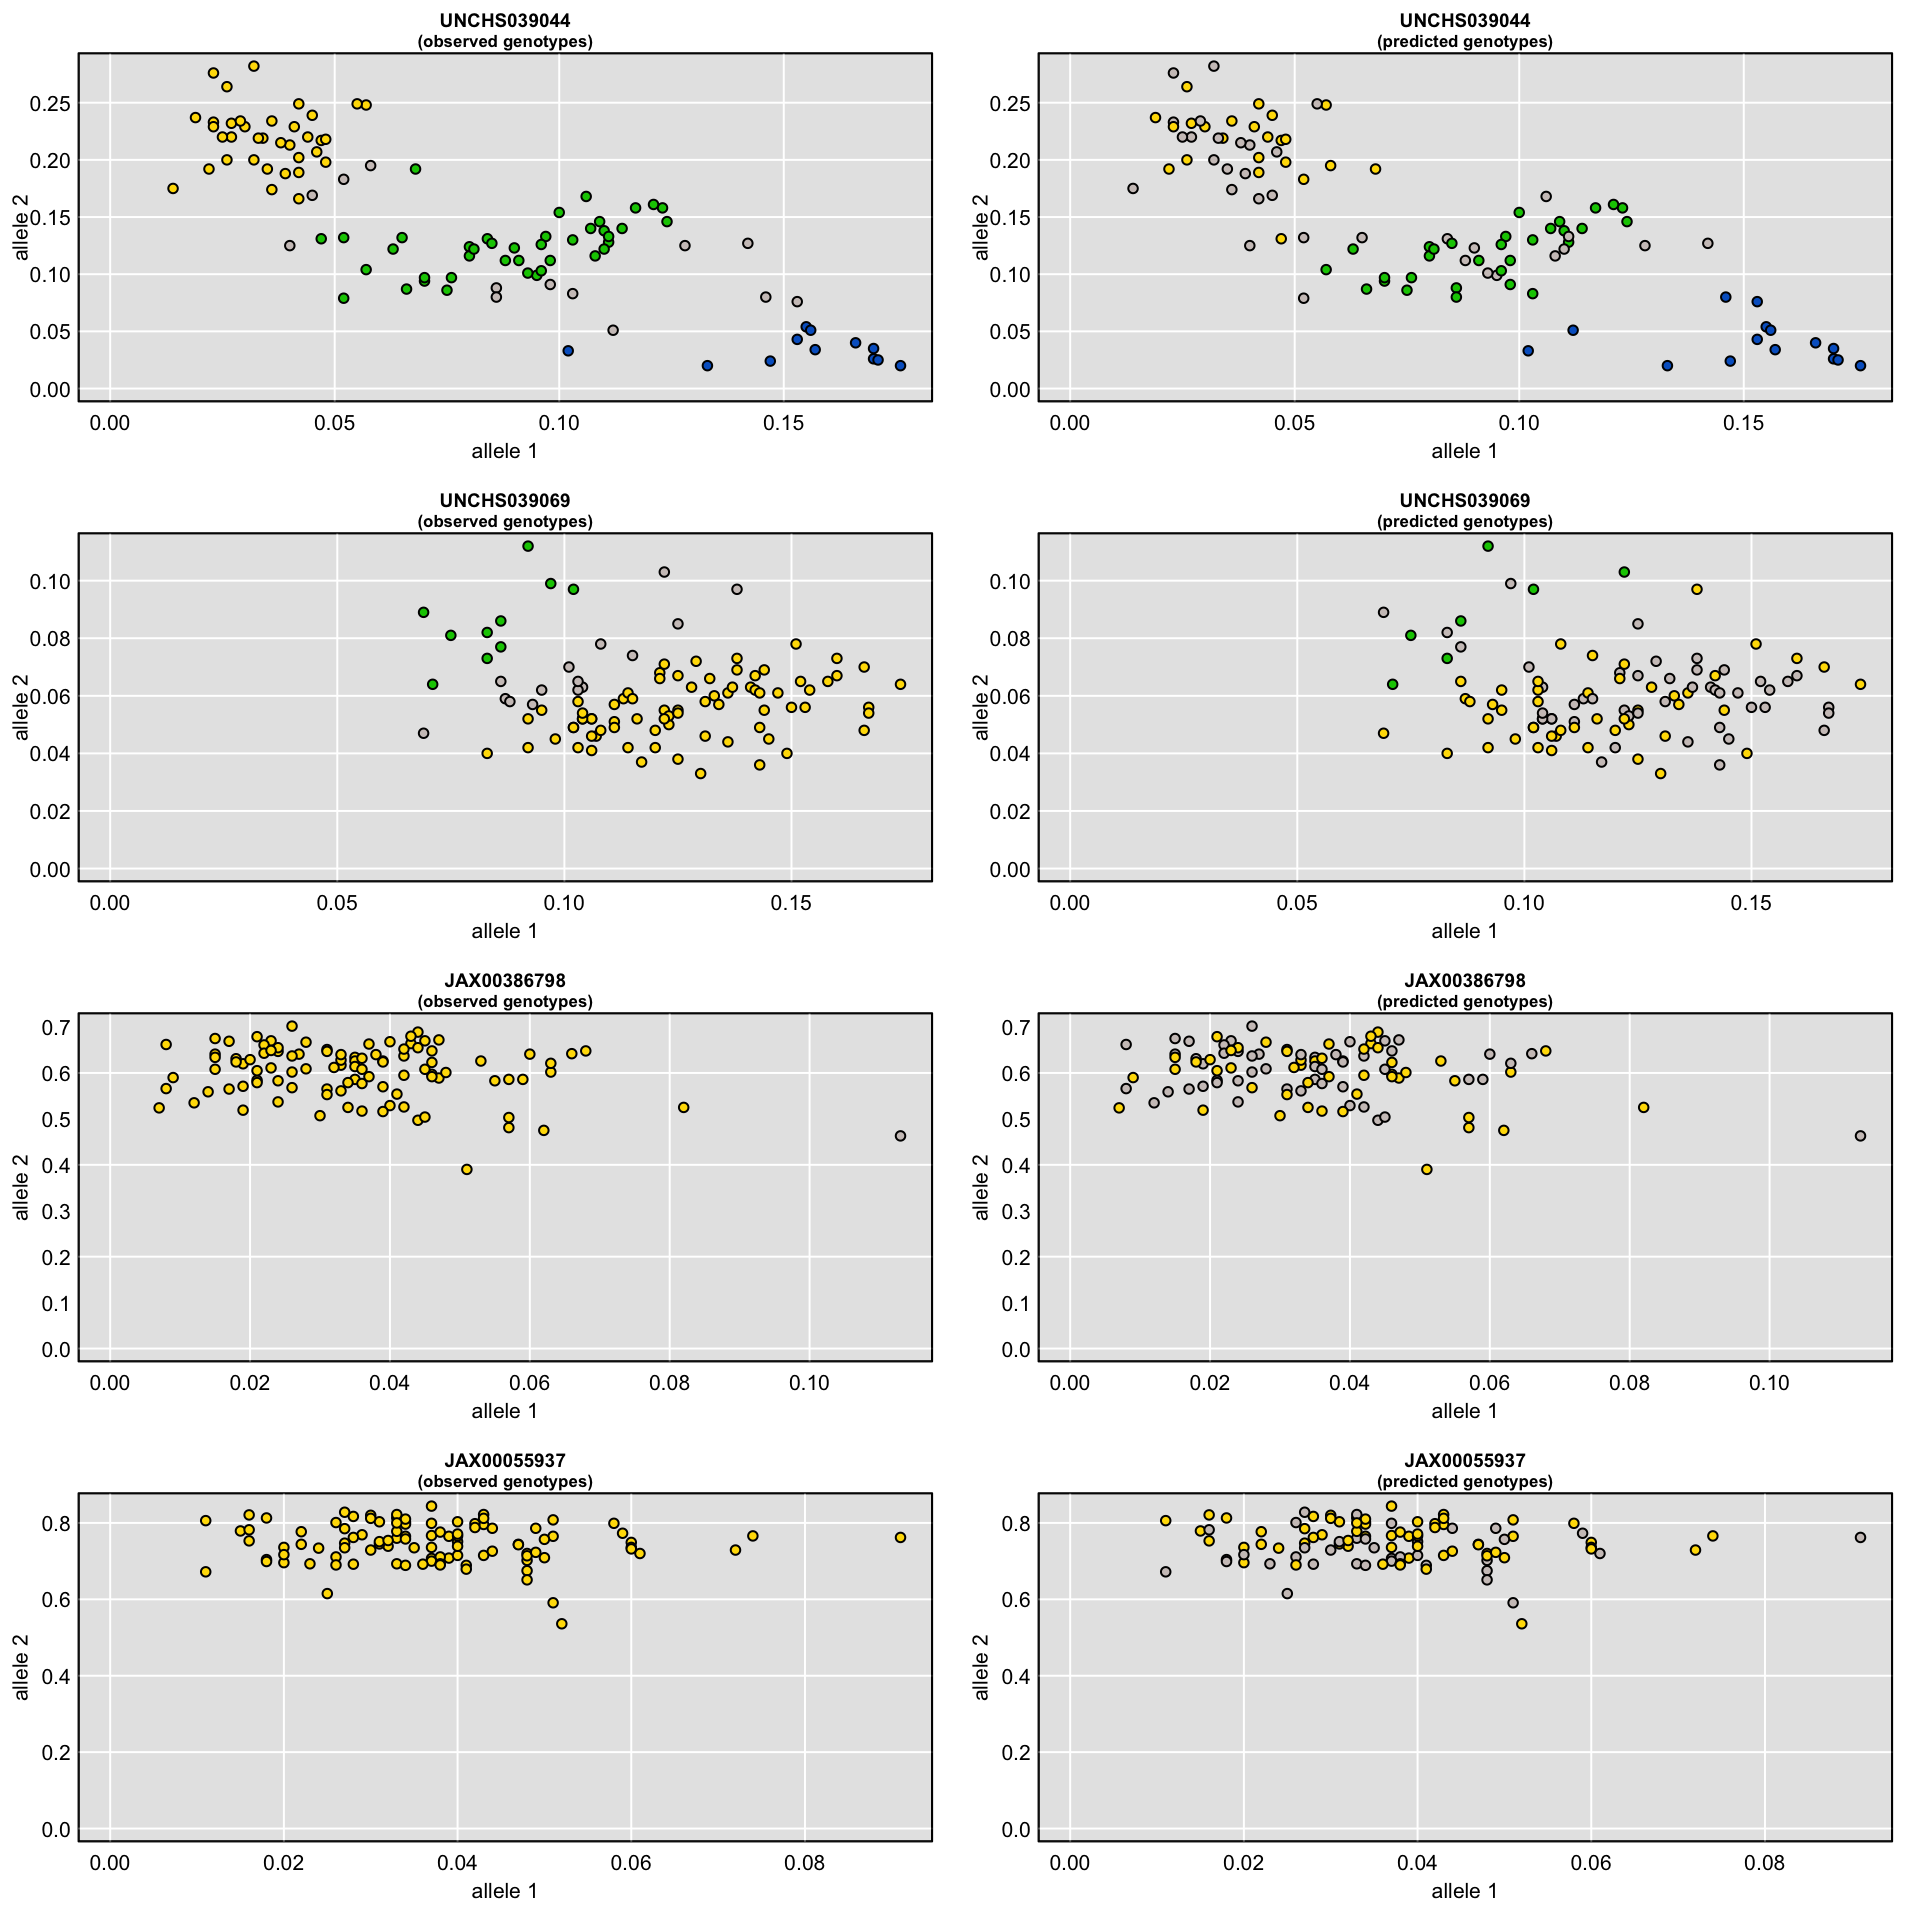 UNCHS039044
(observed genotypes)
allele 2
0.25
0.20
0.15
0.10
0.05
0.00
0.00 0.05 0.10 0.15
allele 1
UNCHS039044
(predicted genotypes)
allele 2
0.25
0.20
0.15
0.10
0.05
0.00
0.00 0.05 0.10 0.15
allele 1
UNCHS039069
(observed genotypes)
allele 2
0.10
0.08
0.06
0.04
0.02
0.00
0.00 0.05 0.10 0.15
allele 1
UNCHS039069
(predicted genotypes)
allele 2
0.10
0.08
0.06
0.04
0.02
0.00
0.00 0.05 0.10 0.15
allele 1
JAX00386798
(observed genotypes)
allele 2
0.7
0.6
0.5
0.4
0.3
0.2
0.1
0.0
0.00 0.02 0.04 0.06 0.08 0.10
allele 1
JAX00386798
(predicted genotypes)
allele 2
0.7
0.6
0.5
0.4
0.3
0.2
0.1
0.0
0.00 0.02 0.04 0.06 0.08 0.10
allele 1
JAX00055937
(observed genotypes)
allele 2
0.8
0.6
0.4
0.2
0.0
0.00 0.02 0.04 0.06 0.08
allele 1
JAX00055937
(predicted genotypes)
allele 2
0.8
0.6
0.4
0.2
0.0
0.00 0.02 0.04 0.06 0.08
allele 1